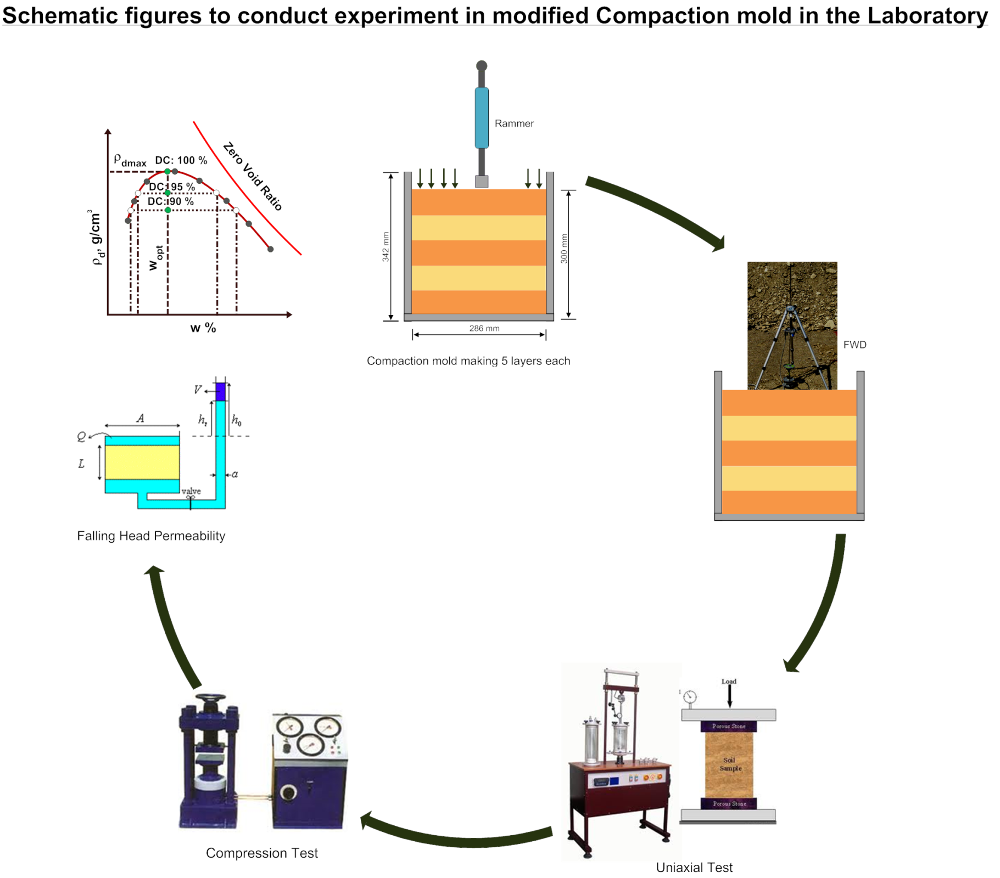 Schematic figures to conduct experiment in modified Compaction mold in the Laboratory
Rammer
ρdmax
DC: 100 %
DC: 95 %
DC: 90 %
Zero Void Ratio
ρd, g/cm³
wopt
w %
342 mm
300 mm
286 mm
Compaction mold making 5 layers each
FWD
V
ht
h0
A
Q
L
a
valve
Falling Head Permeability
Load
Porous Stone
Soil
Sample
Porous Stone
Compression Test
Uniaxial Test